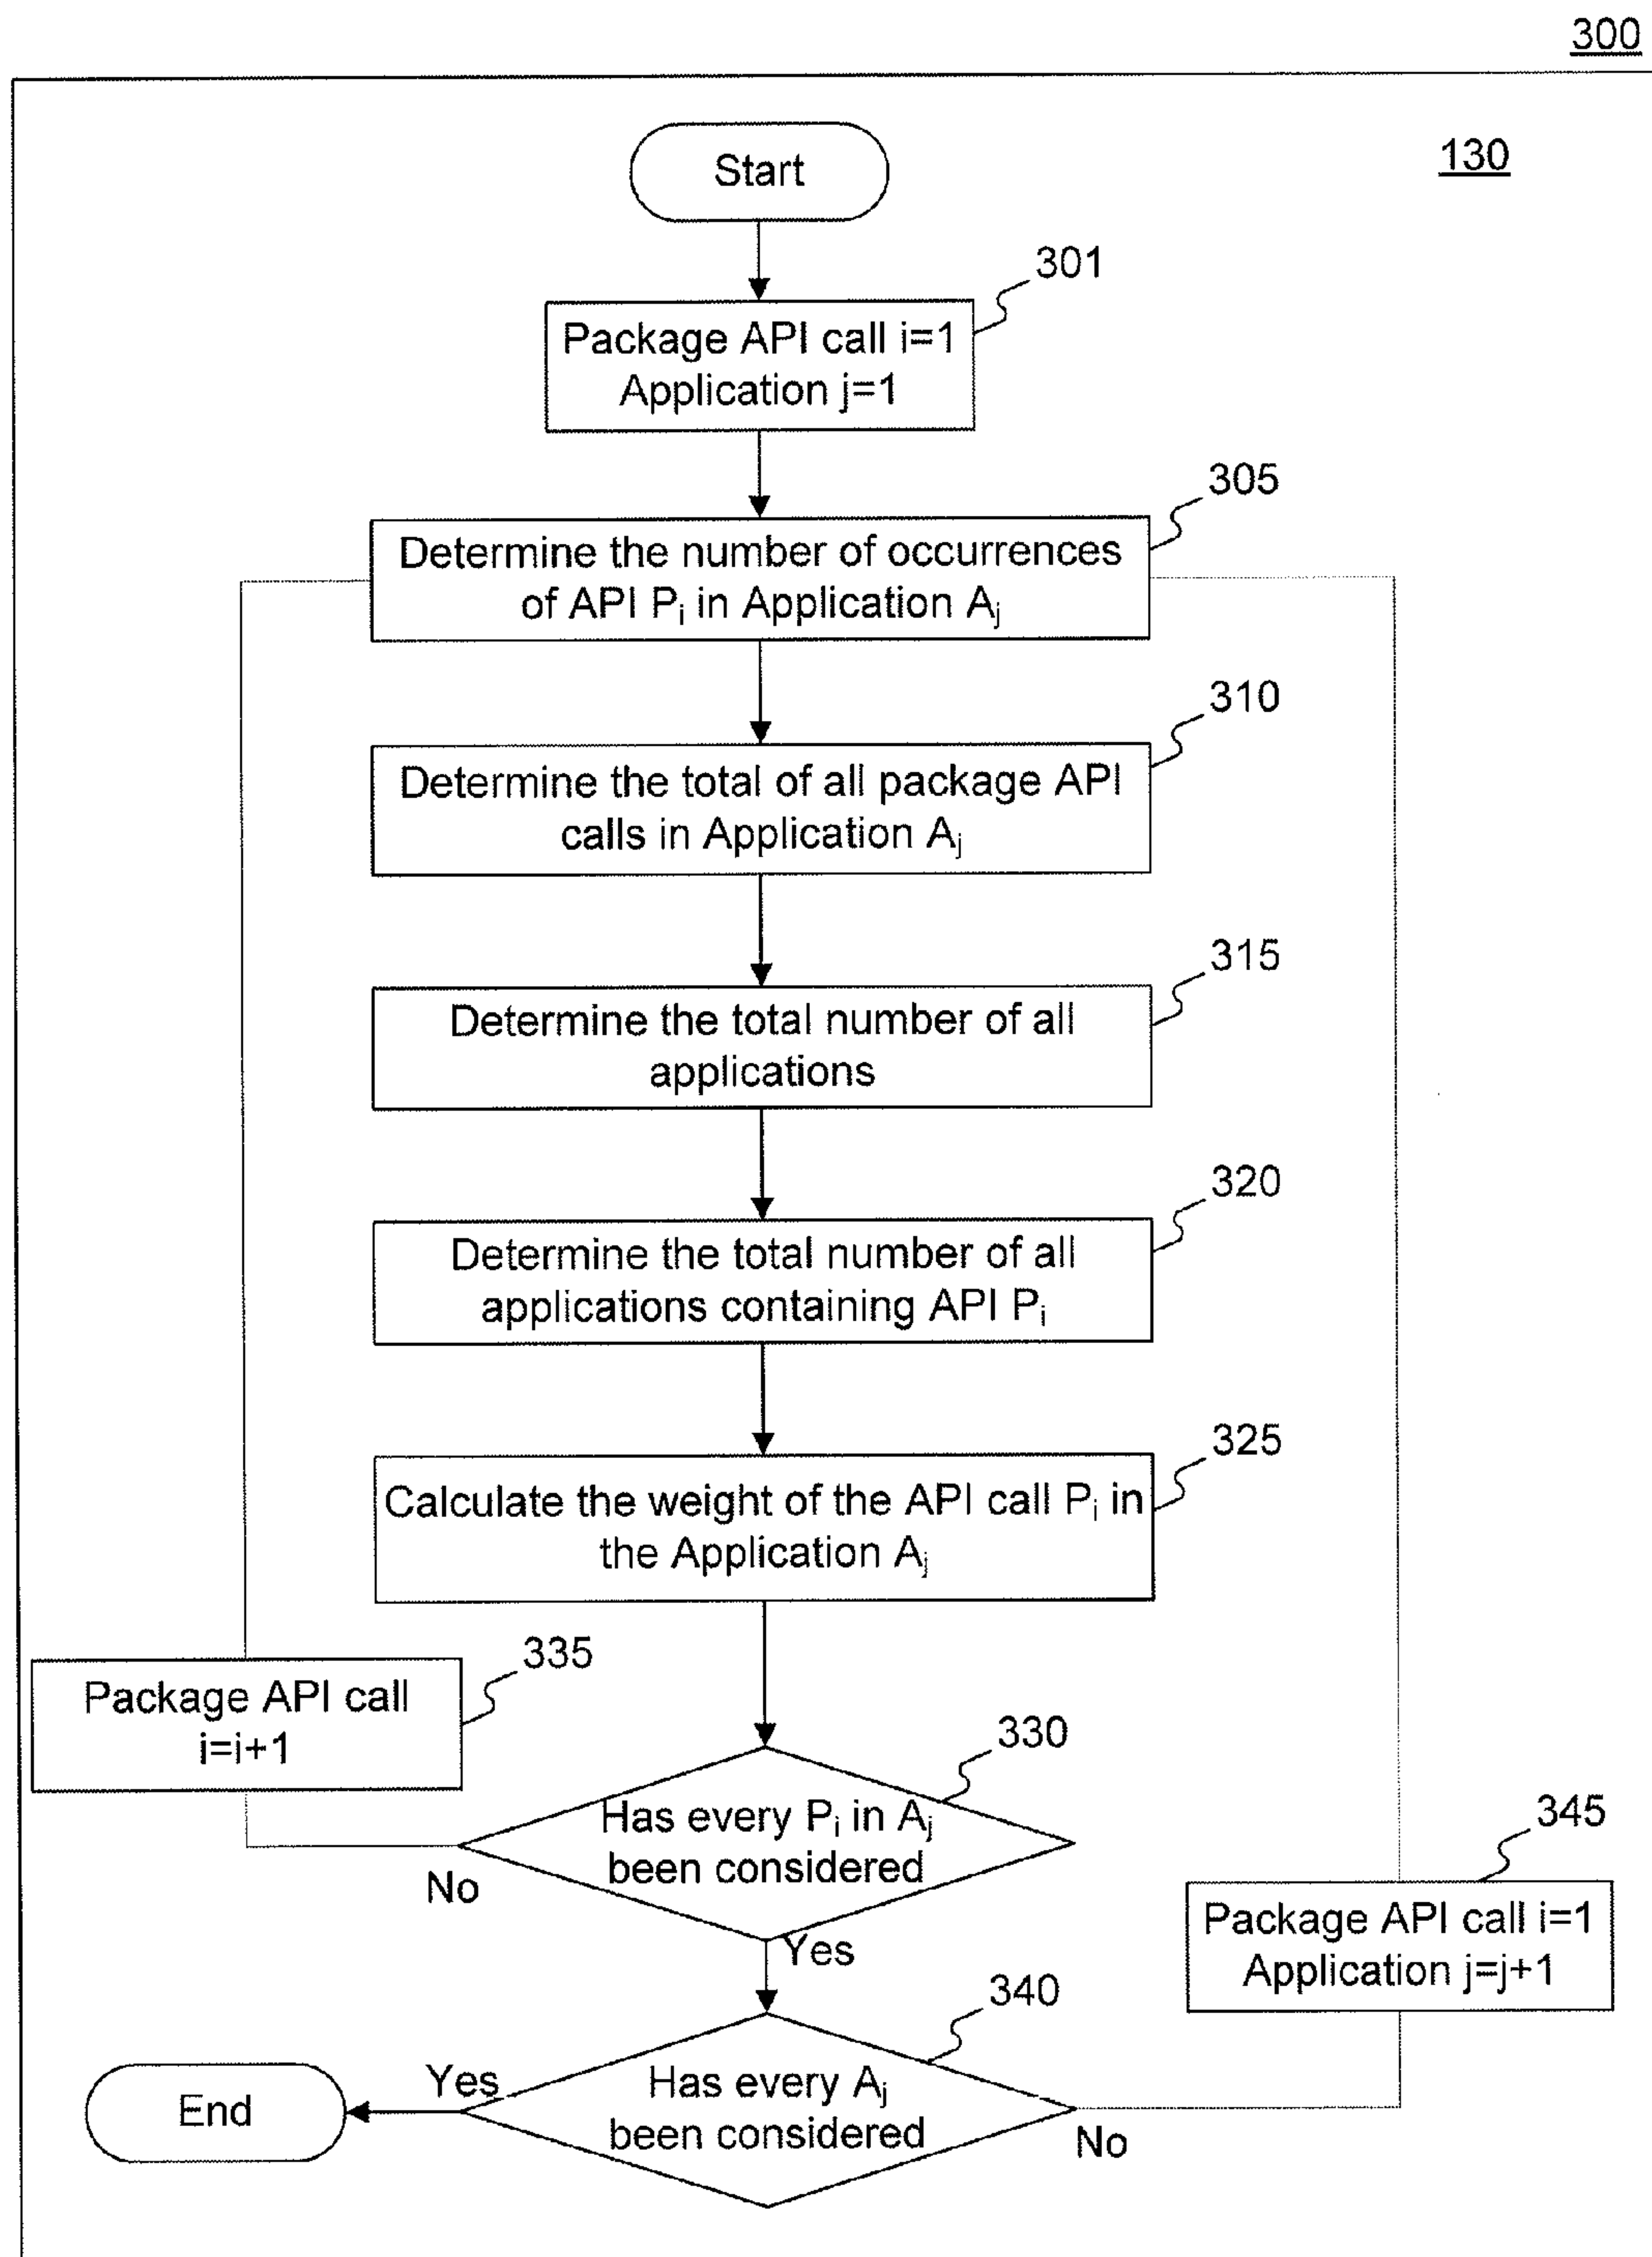 300
130
Start
301
Package API call i=1
Application j=1
305
Determine the number of occurrences
of API Pi in Application Aj
310
Determine the total of all package API
calls in Application Aj
315
Determine the total number of all
applications
320
Determine the total number of all
applications containing API Pi
325
Calculate the weight of the API call Pi in
the Application Aj
335
Package API call
i=i+1
330
Has every Pi in Aj
been considered
No
Yes
345
Package API call i=1
Application j=j+1
340
Has every Aj
been considered
Yes
No
End